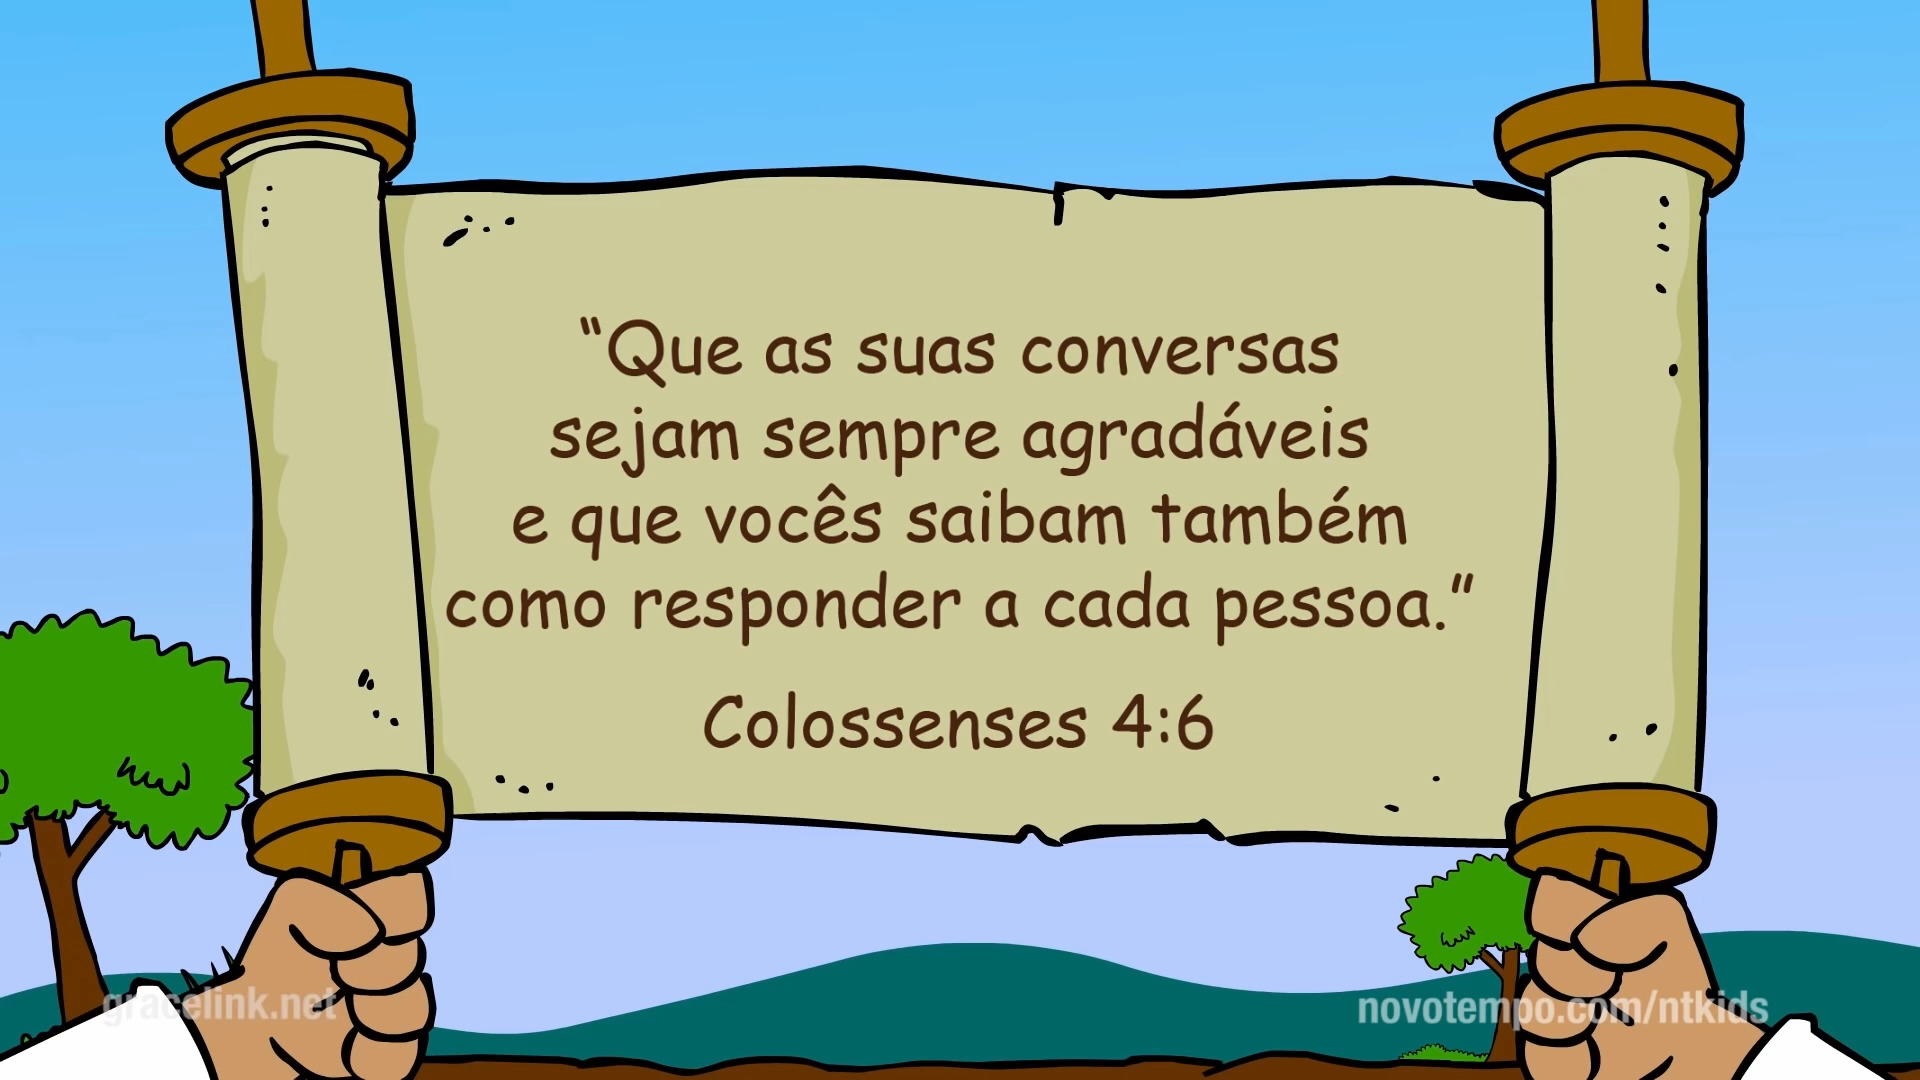 “Que as suas conversas
sejam sempre agradáveis
e que vocês saibam também
como responder a cada pessoa.”
Colossenses 4:6
gracelink.net
novotempo.com/ntkids